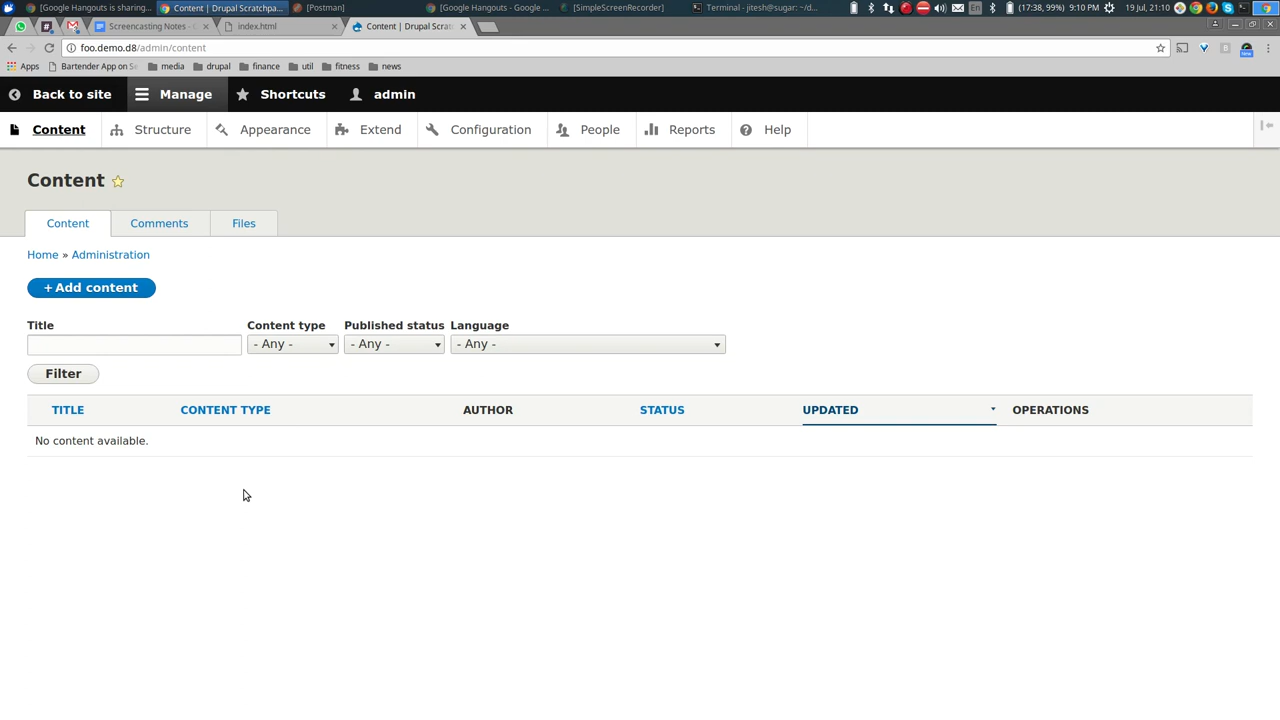 [Google Hangouts is sharing... Content | Drupal Scratchpa... [Postman] [Google Hangouts - Google ... [SimpleScreenRecorder] Terminal - jitesh@sugar: ~/d... En (17:38, 99%) 9:10 PM 19 Jul, 21:10
Screencasting Notes - index.html Content | Drupal Scrat
foo.demo.d8/admin/content
Apps Bartender App on S media drupal finance util fitness news
Back to site Manage Shortcuts admin
Content Structure Appearance Extend Configuration People Reports Help
Content
Content Comments Files
Home » Administration
+ Add content
Title Content type Published status Language
- Any - - Any - - Any -
Filter
TITLE CONTENT TYPE AUTHOR STATUS UPDATED OPERATIONS
No content available.